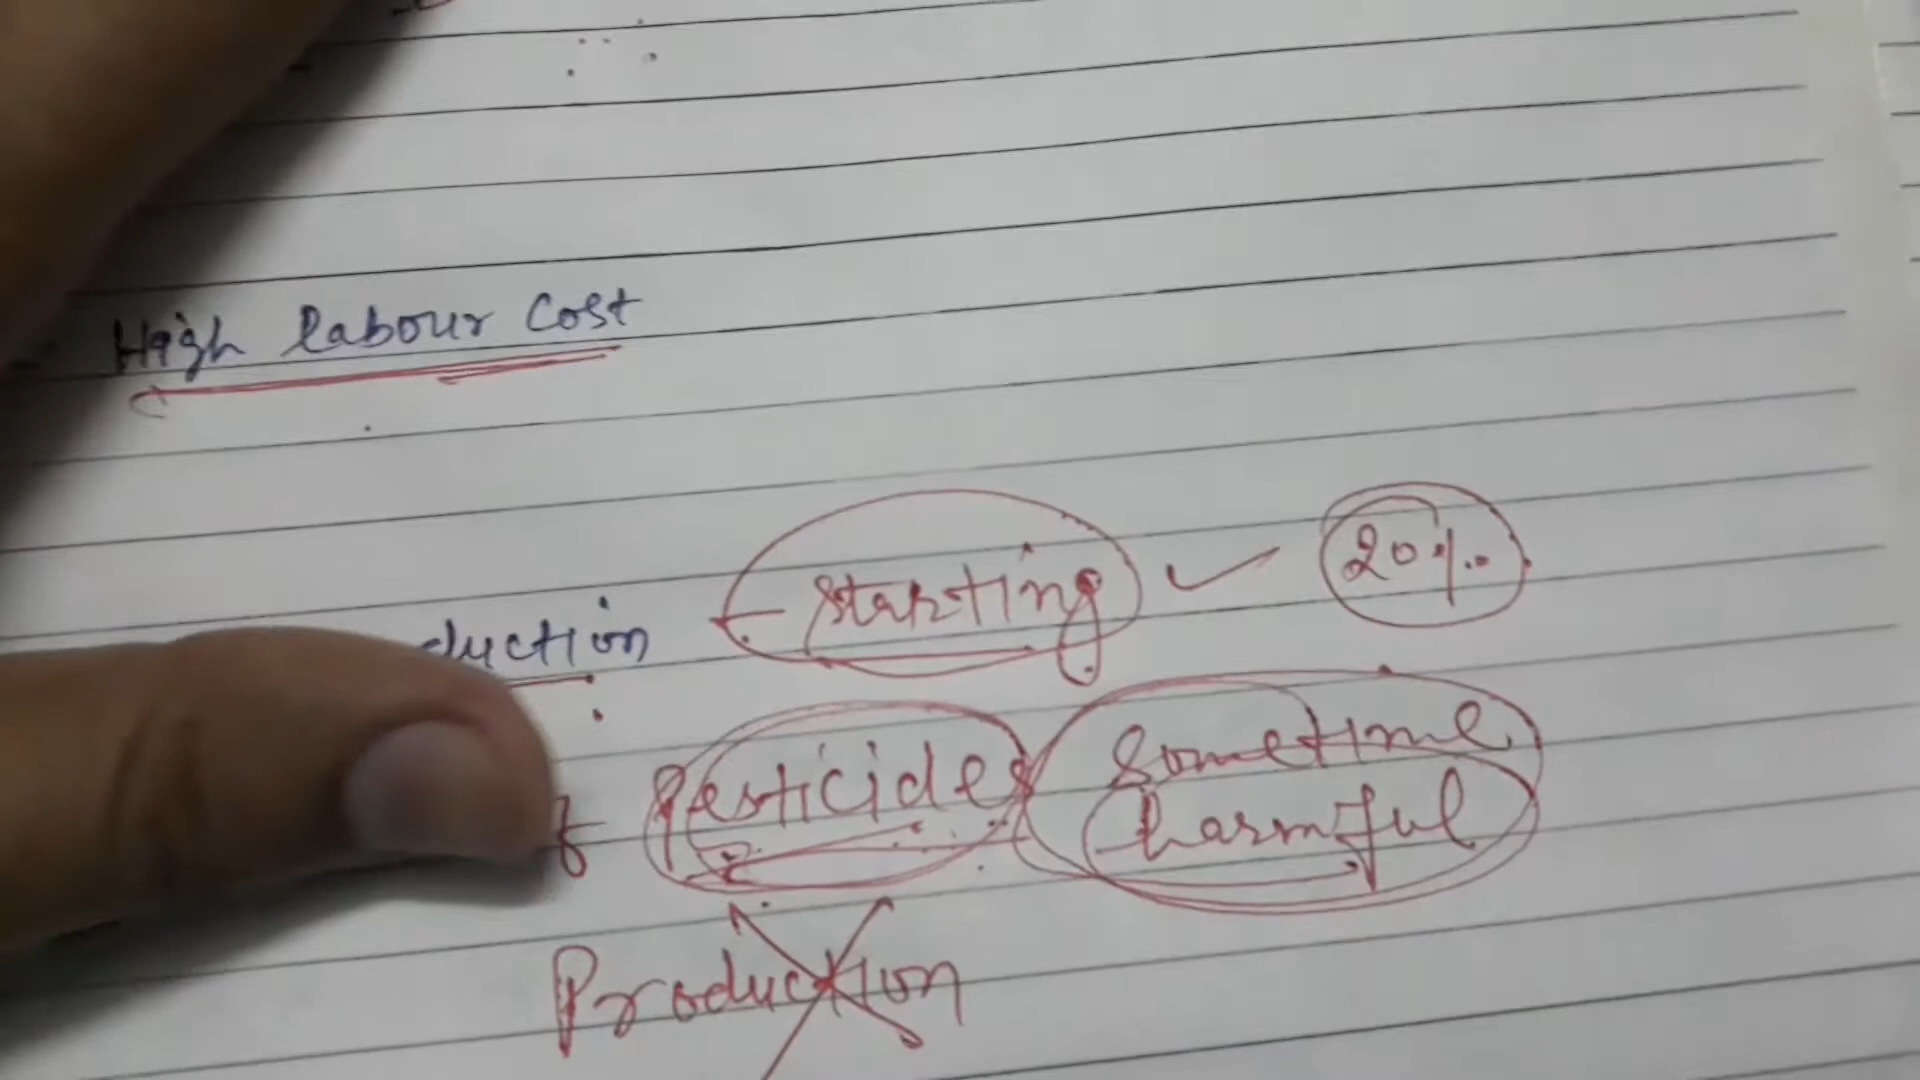 High labour Cost
duction - starting ✓ 20%
Pesticides sometime
harmful
Production